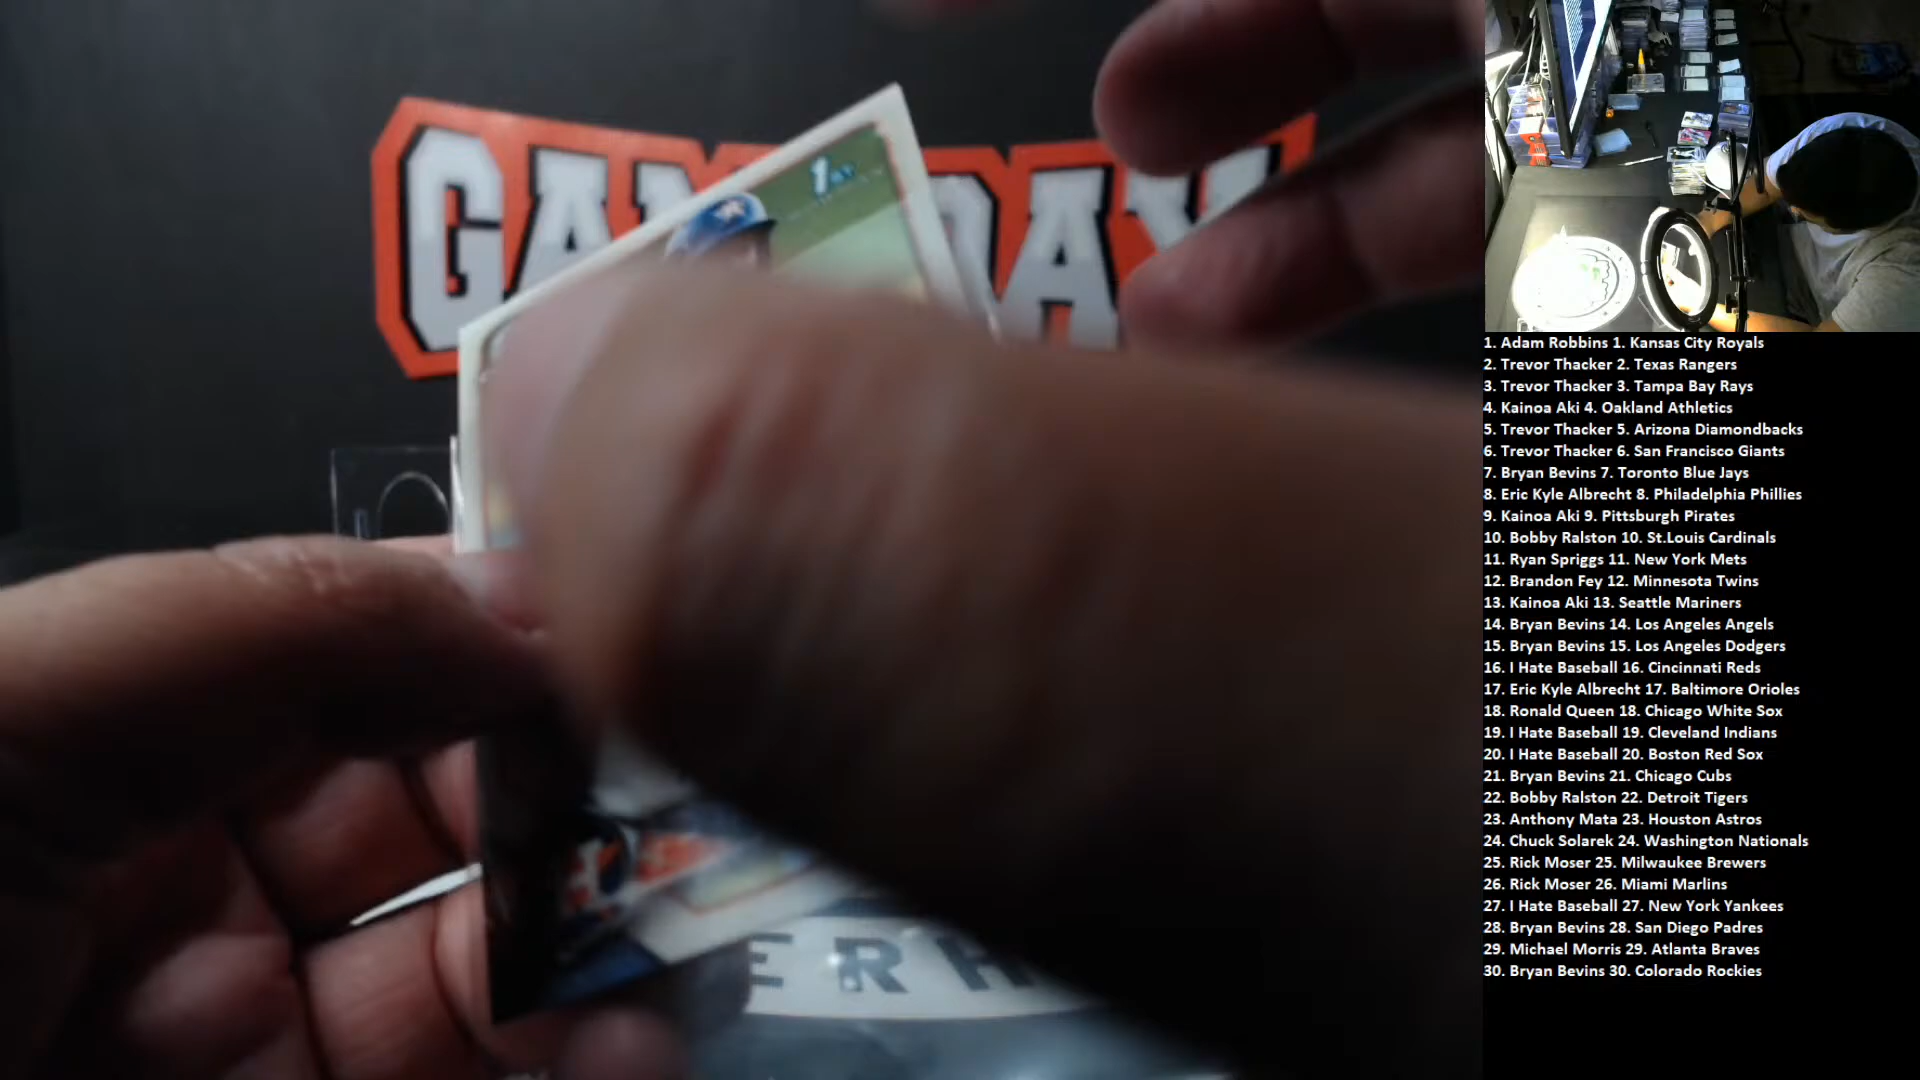 GAM DAY
1st
ERH
1. Adam Robbins 1. Kansas City Royals
2. Trevor Thacker 2. Texas Rangers
3. Trevor Thacker 3. Tampa Bay Rays
4. Kainoa Aki 4. Oakland Athletics
5. Trevor Thacker 5. Arizona Diamondbacks
6. Trevor Thacker 6. San Francisco Giants
7. Bryan Bevins 7. Toronto Blue Jays
8. Eric Kyle Albrecht 8. Philadelphia Phillies
9. Kainoa Aki 9. Pittsburgh Pirates
10. Bobby Ralston 10. St.Louis Cardinals
11. Ryan Spriggs 11. New York Mets
12. Brandon Fey 12. Minnesota Twins
13. Kainoa Aki 13. Seattle Mariners
14. Bryan Bevins 14. Los Angeles Angels
15. Bryan Bevins 15. Los Angeles Dodgers
16. I Hate Baseball 16. Cincinnati Reds
17. Eric Kyle Albrecht 17. Baltimore Orioles
18. Ronald Queen 18. Chicago White Sox
19. I Hate Baseball 19. Cleveland Indians
20. I Hate Baseball 20. Boston Red Sox
21. Bryan Bevins 21. Chicago Cubs
22. Bobby Ralston 22. Detroit Tigers
23. Anthony Mata 23. Houston Astros
24. Chuck Solarek 24. Washington Nationals
25. Rick Moser 25. Milwaukee Brewers
26. Rick Moser 26. Miami Marlins
27. I Hate Baseball 27. New York Yankees
28. Bryan Bevins 28. San Diego Padres
29. Michael Morris 29. Atlanta Braves
30. Bryan Bevins 30. Colorado Rockies